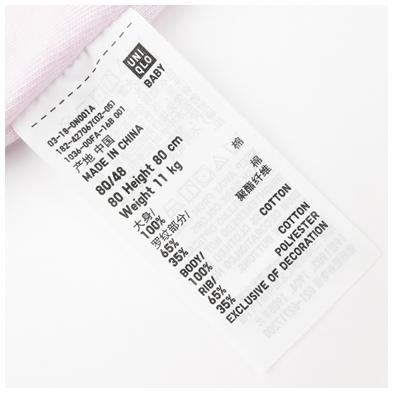 UNI
QLO
BABY
03-18-0N001A
182-427067(02-05)
1036-00FA-16B 001
产地 中国
MADE IN CHINA
80/48
80 Height 80 cm
Weight 11 kg
大身/
100% 棉
罗纹部分/
65% 棉
35% 聚酯纤维
BODY/
100% COTTON
RIB/
65% COTTON
35% POLYESTER
EXCLUSIVE OF DECORATION